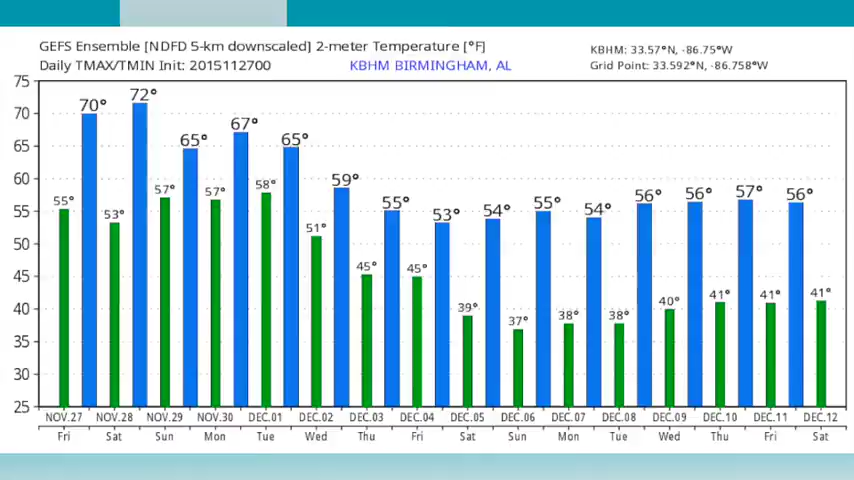 GEFS Ensemble [NDFD 5-km downscaled] 2-meter Temperature [°F]
KBHM: 33.57°N, -86.75°W
Daily TMAX/TMIN Init: 2015112700
KBHM BIRMINGHAM, AL
Grid Point: 33.592°N, -86.758°W
75
70
65
60
55
50
45
40
35
30
25
55° 70° 53° 72° 57° 65° 57° 67° 58° 65° 51° 59° 45° 55° 45° 53° 39° 54° 37° 55° 38° 54° 38° 56° 40° 56° 41° 57° 41° 56° 41°
NOV.27 NOV.28 NOV.29 NOV.30 DEC.01 DEC.02 DEC.03 DEC.04 DEC.05 DEC.06 DEC.07 DEC.08 DEC.09 DEC.10 DEC.11 DEC.12
Fri Sat Sun Mon Tue Wed Thu Fri Sat Sun Mon Tue Wed Thu Fri Sat